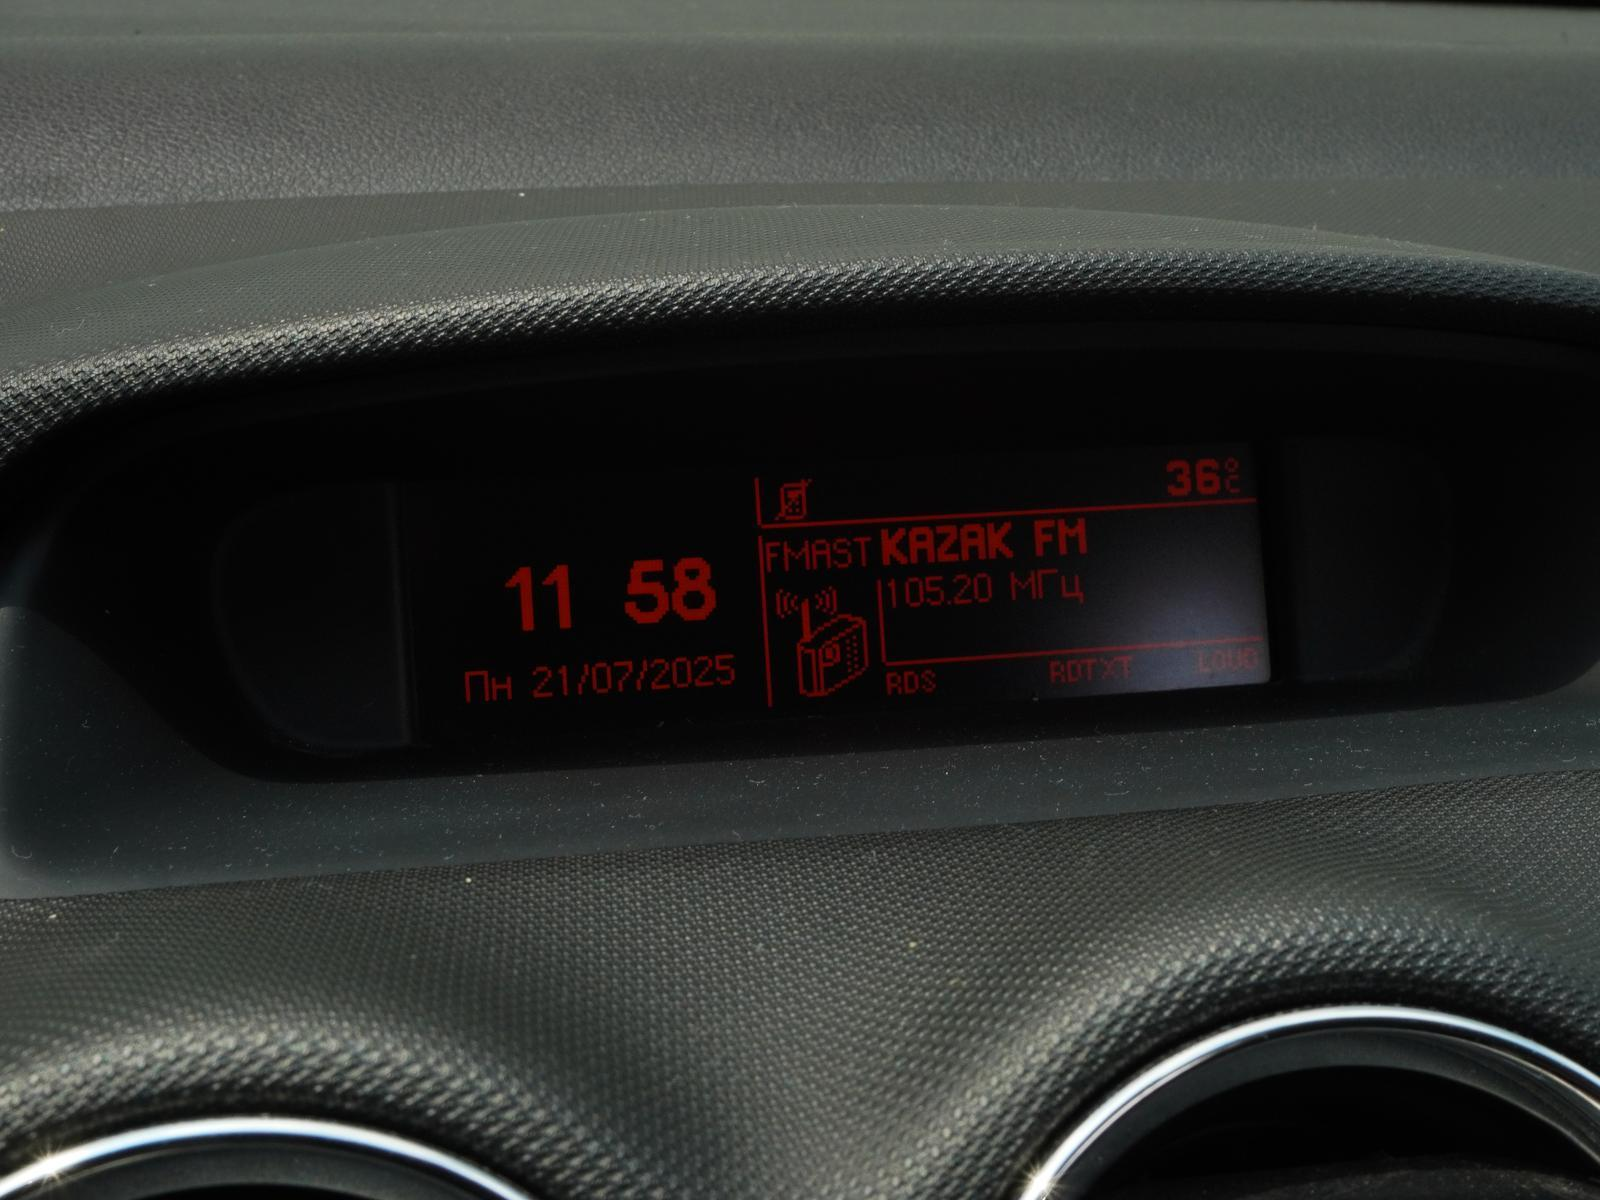 36°C
FMAST KAZAK FM
11 58
105.20 МГц
Пн 21/07/2025
RDS RDTXT LOUD